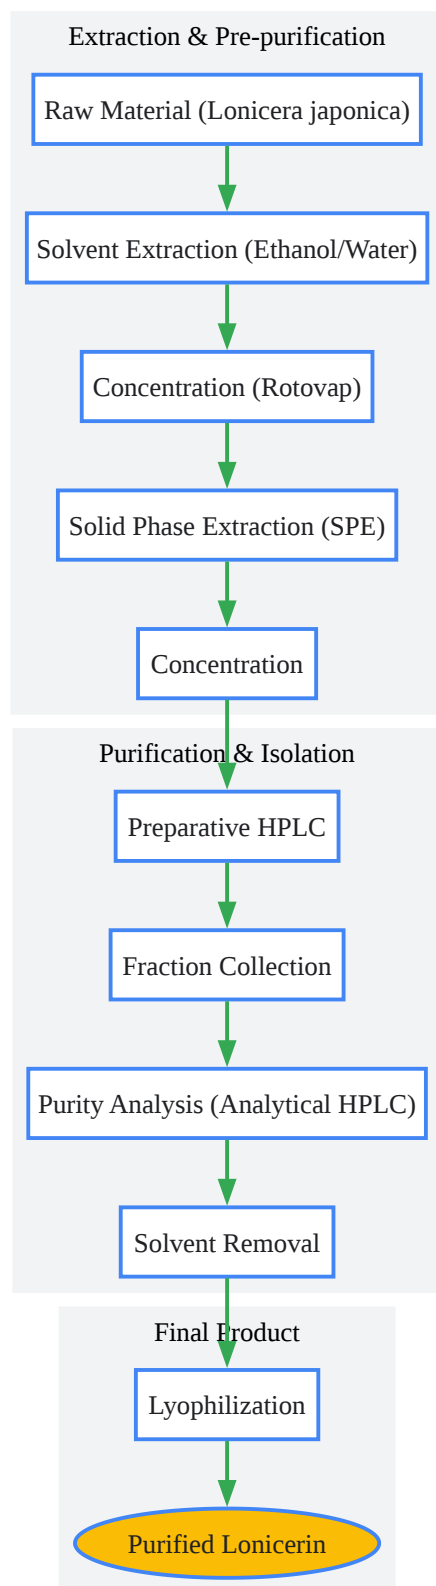 Extraction & Pre-purification
Raw Material (Lonicera japonica)
Solvent Extraction (Ethanol/Water)
Concentration (Rotovap)
Solid Phase Extraction (SPE)
Concentration
Purification & Isolation
Preparative HPLC
Fraction Collection
Purity Analysis (Analytical HPLC)
Solvent Removal
Final Product
Lyophilization
Purified Lonicerin